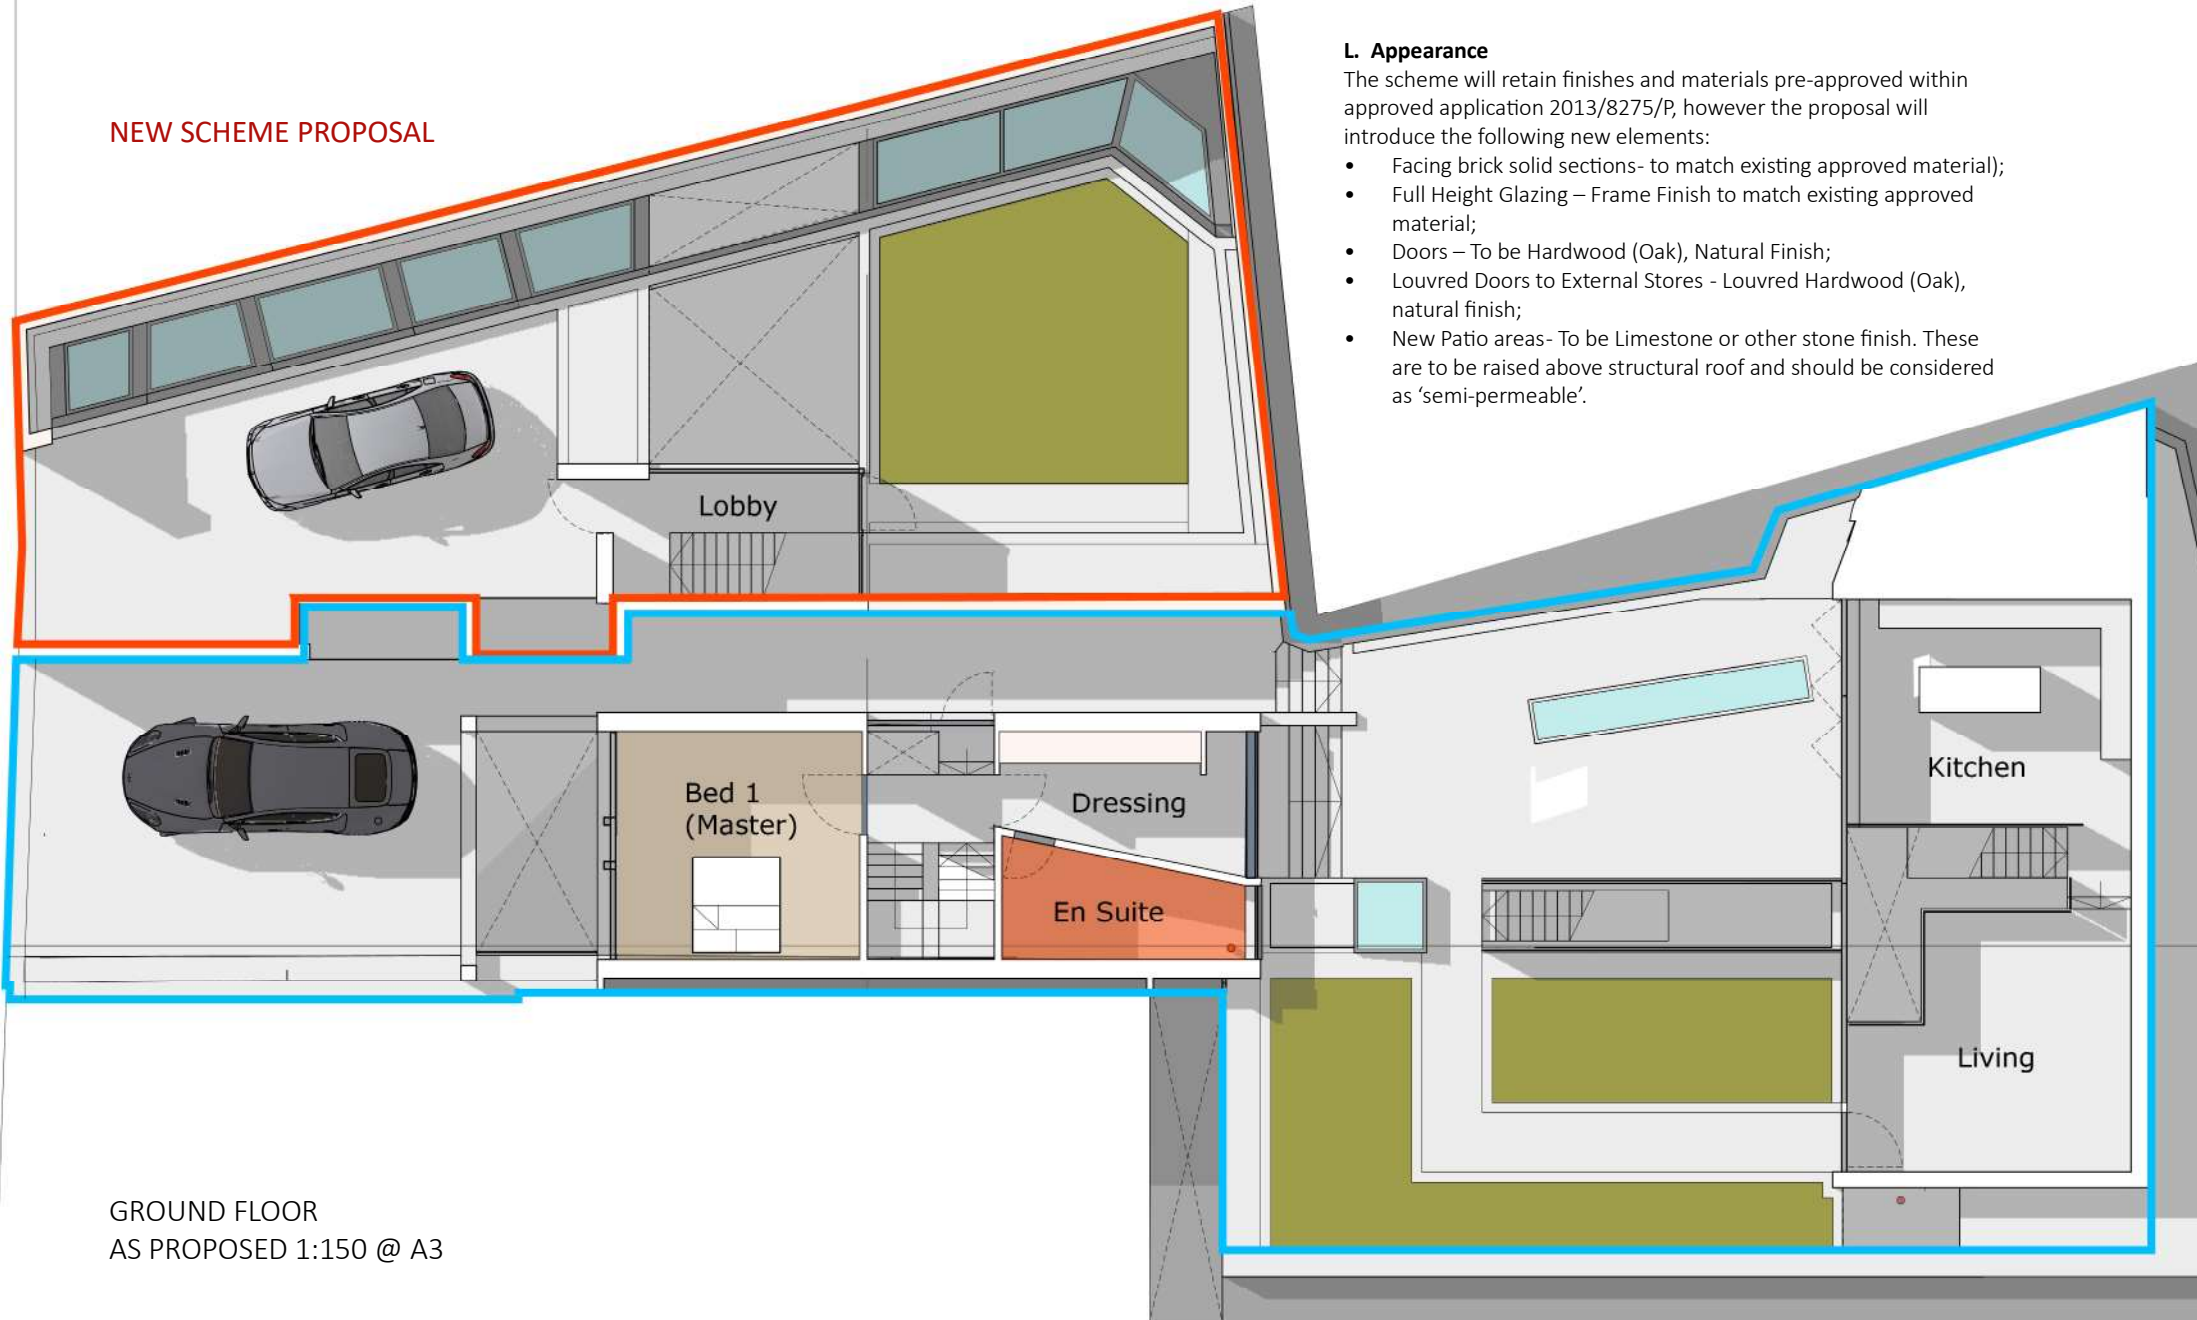 NEW SCHEME PROPOSAL
L. Appearance
The scheme will retain finishes and materials pre-approved within
approved application 2013/8275/P, however the proposal will
introduce the following new elements:
• Facing brick solid sections- to match existing approved material);
• Full Height Glazing – Frame Finish to match existing approved
material;
• Doors – To be Hardwood (Oak), Natural Finish;
• Louvred Doors to External Stores - Louvred Hardwood (Oak),
natural finish;
• New Patio areas- To be Limestone or other stone finish. These
are to be raised above structural roof and should be considered
as ‘semi-permeable’.
Lobby
Bed 1
(Master)
Dressing
En Suite
Kitchen
Living
GROUND FLOOR
AS PROPOSED 1:150 @ A3